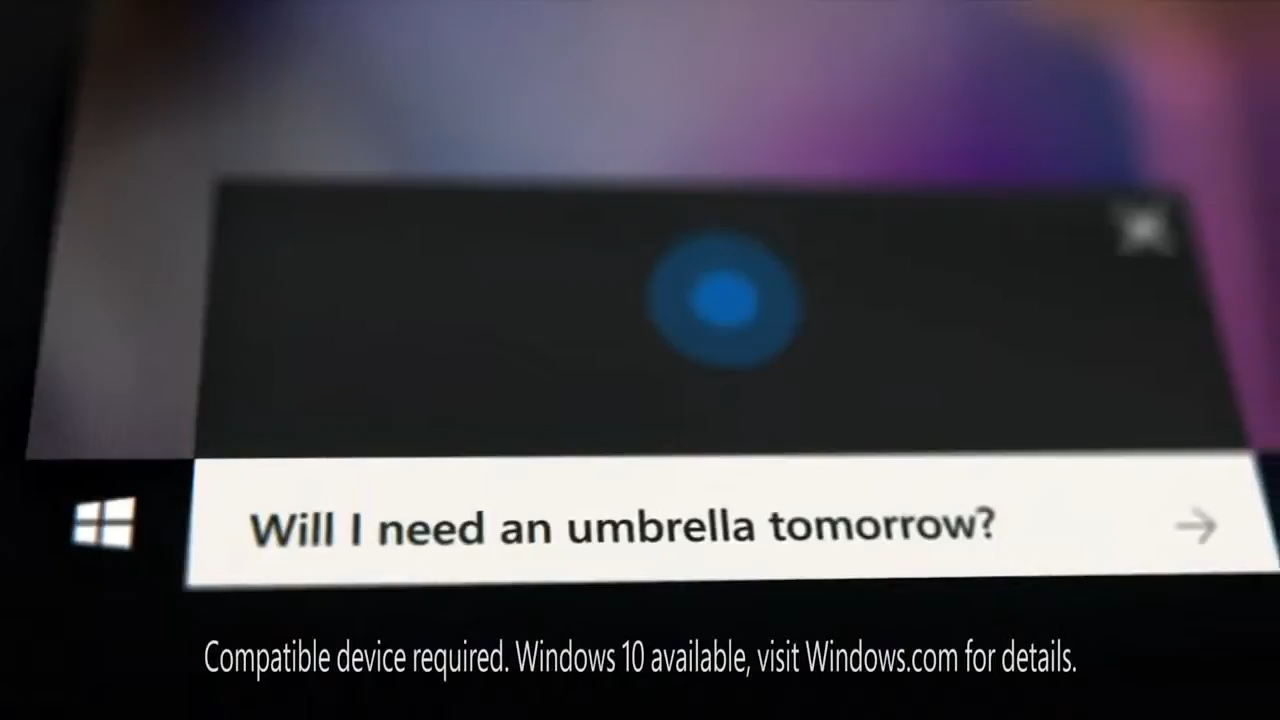 Will I need an umbrella tomorrow?
Compatible device required. Windows 10 available, visit Windows.com for details.